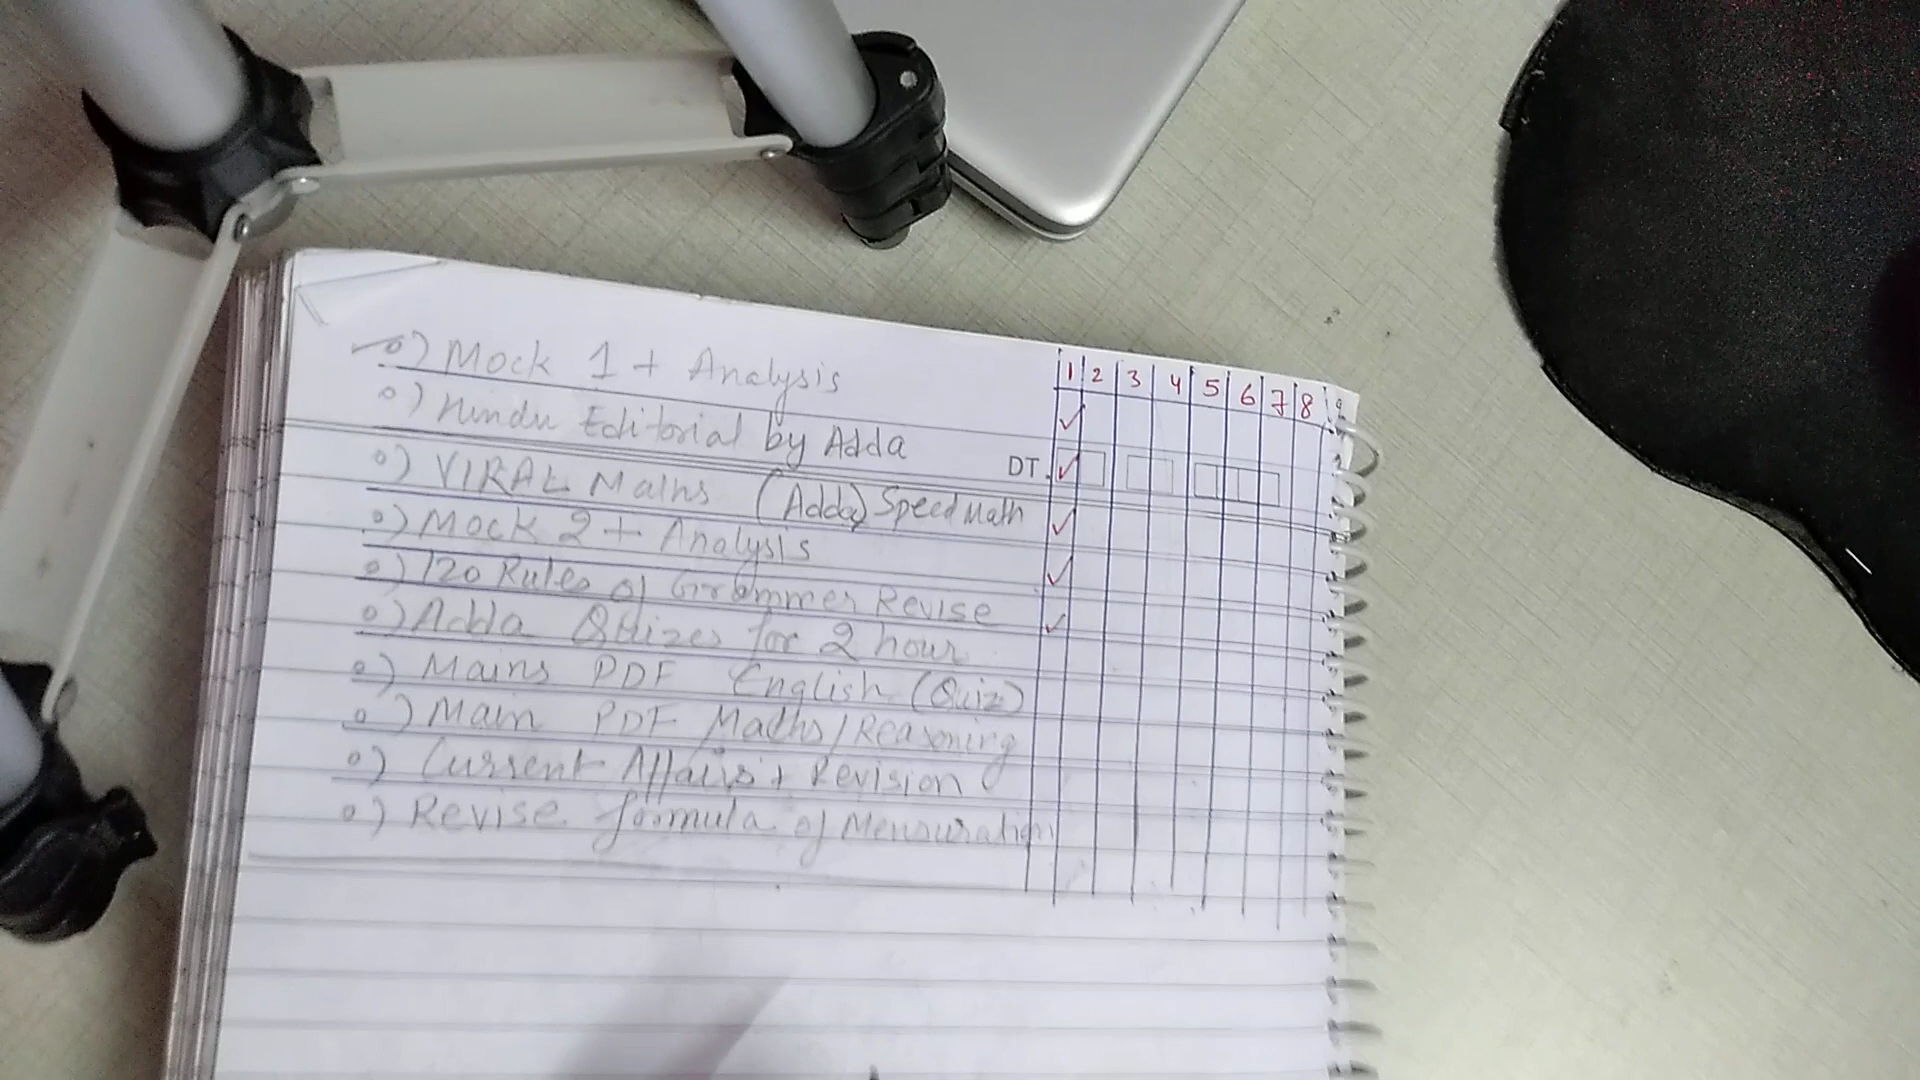 o) Mock 1 + Analysis
1 2 3 4 5 6 7 8 9
o) Hindu Editorial by Adda
DT.
o) VIRAL Maths (Adda) Speed Math
o) Mock 2 + Analysis
o) 120 Rules of Grammer Revise
o) Adda Quizes for 2 hour
o) Mains PDF English (Quiz)
o) Main PDF Maths/Reasoning
o) Current Affairs + Revision
o) Revise formula of Mensuration